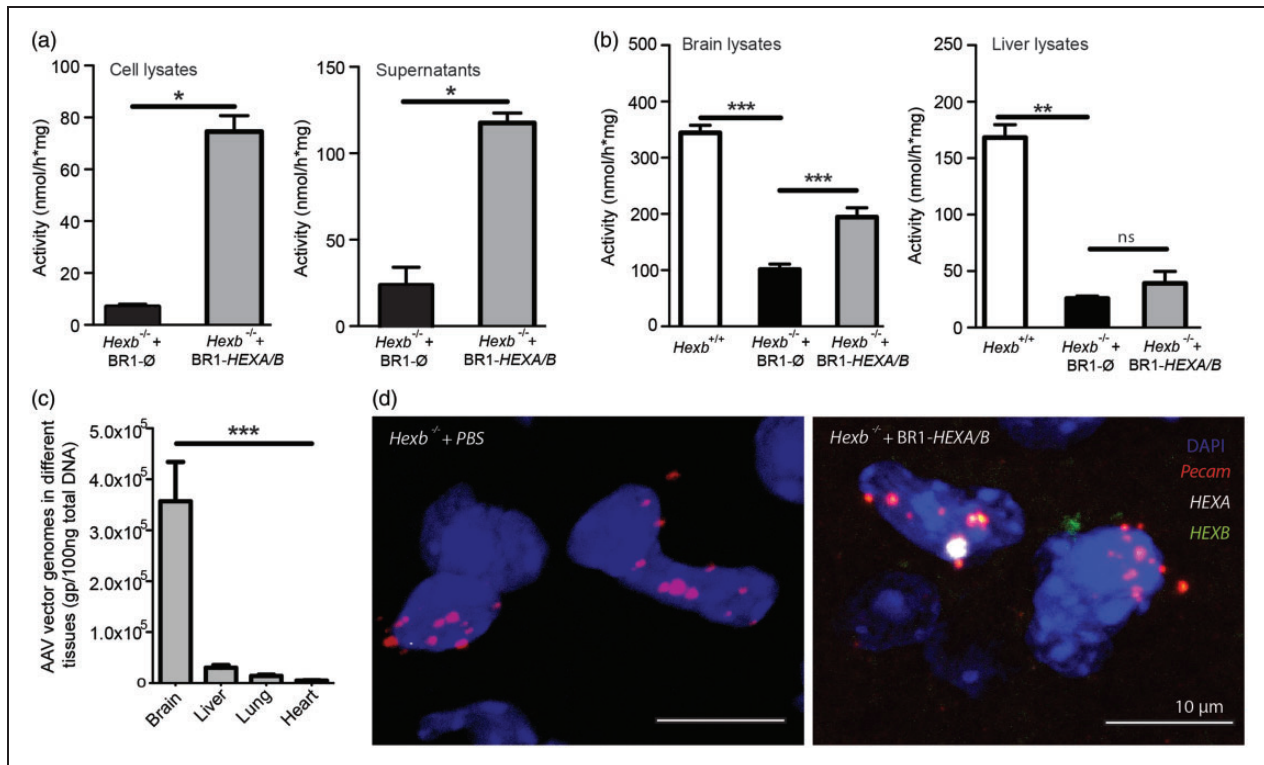 (a)
Cell lysates
Activity (nmol/h*mg)
100
80
60
40
20
0
*
Hexb-/- +
BR1-Ø
Hexb-/- +
BR1-HEXA/B
Supernatants
Activity (nmol/h*mg)
150
100
50
0
*
Hexb-/- +
BR1-Ø
Hexb-/- +
BR1-HEXA/B
(b)
Brain lysates
Activity (nmol/h*mg)
500
400
300
200
100
0
***
***
Hexb+/+
Hexb-/- +
BR1-Ø
Hexb-/- +
BR1-HEXA/B
Liver lysates
Activity (nmol/h*mg)
250
200
150
100
50
0
**
ns
Hexb+/+
Hexb-/- +
BR1-Ø
Hexb-/- +
BR1-HEXA/B
(c)
AAV vector genomes in different
tissues (gp/100ng total DNA)
5.0x10^5
4.0x10^5
3.0x10^5
2.0x10^5
1.0x10^5
0
***
Brain
Liver
Lung
Heart
(d)
Hexb-/- + PBS
Hexb-/- + BR1-HEXA/B
DAPI
Pecam
HEXA
HEXB
10 µm